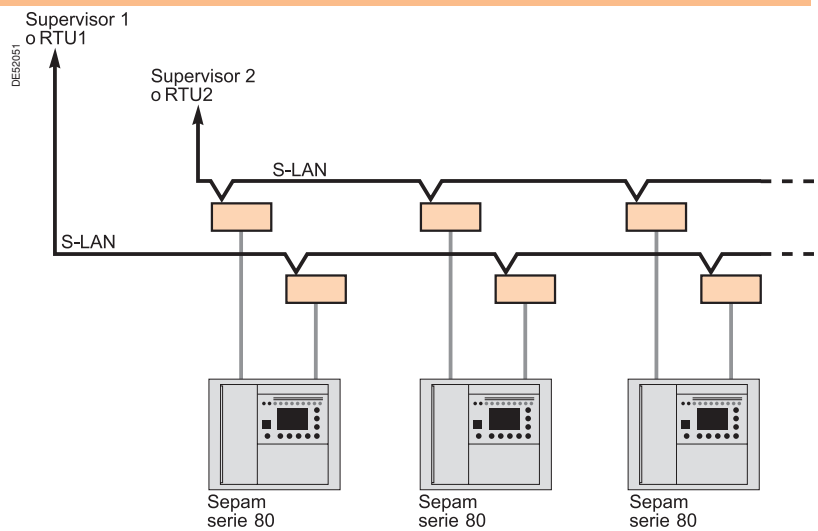 Supervisor 1
o RTU1
DE52051
Supervisor 2
o RTU2
S-LAN
S-LAN
Sepam
serie 80
Sepam
serie 80
Sepam
serie 80